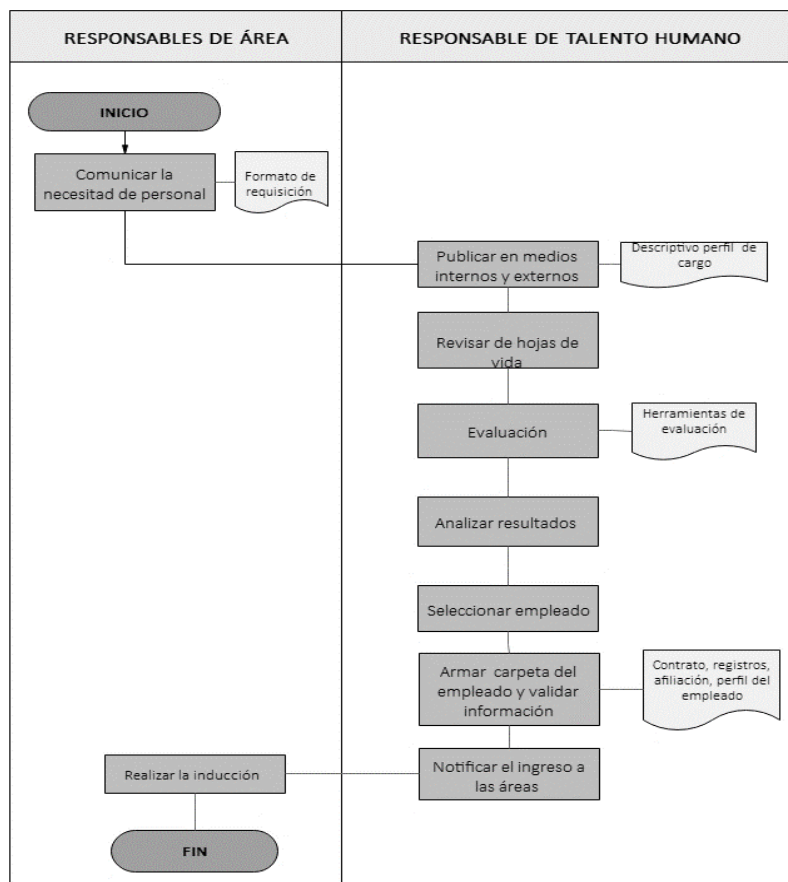 RESPONSABLES DE ÁREA
RESPONSABLE DE TALENTO HUMANO
INICIO
Comunicar la
necesitad de personal
Formato de
requisición
Publicar en medios
internos y externos
Descriptivo perfil de
cargo
Revisar de hojas de
vida
Evaluación
Herramientas de
evaluación
Analizar resultados
Seleccionar empleado
Armar carpeta del
empleado y validar
información
Contrato, registros,
afiliación, perfil del
empleado
Notificar el ingreso a
las áreas
Realizar la inducción
FIN